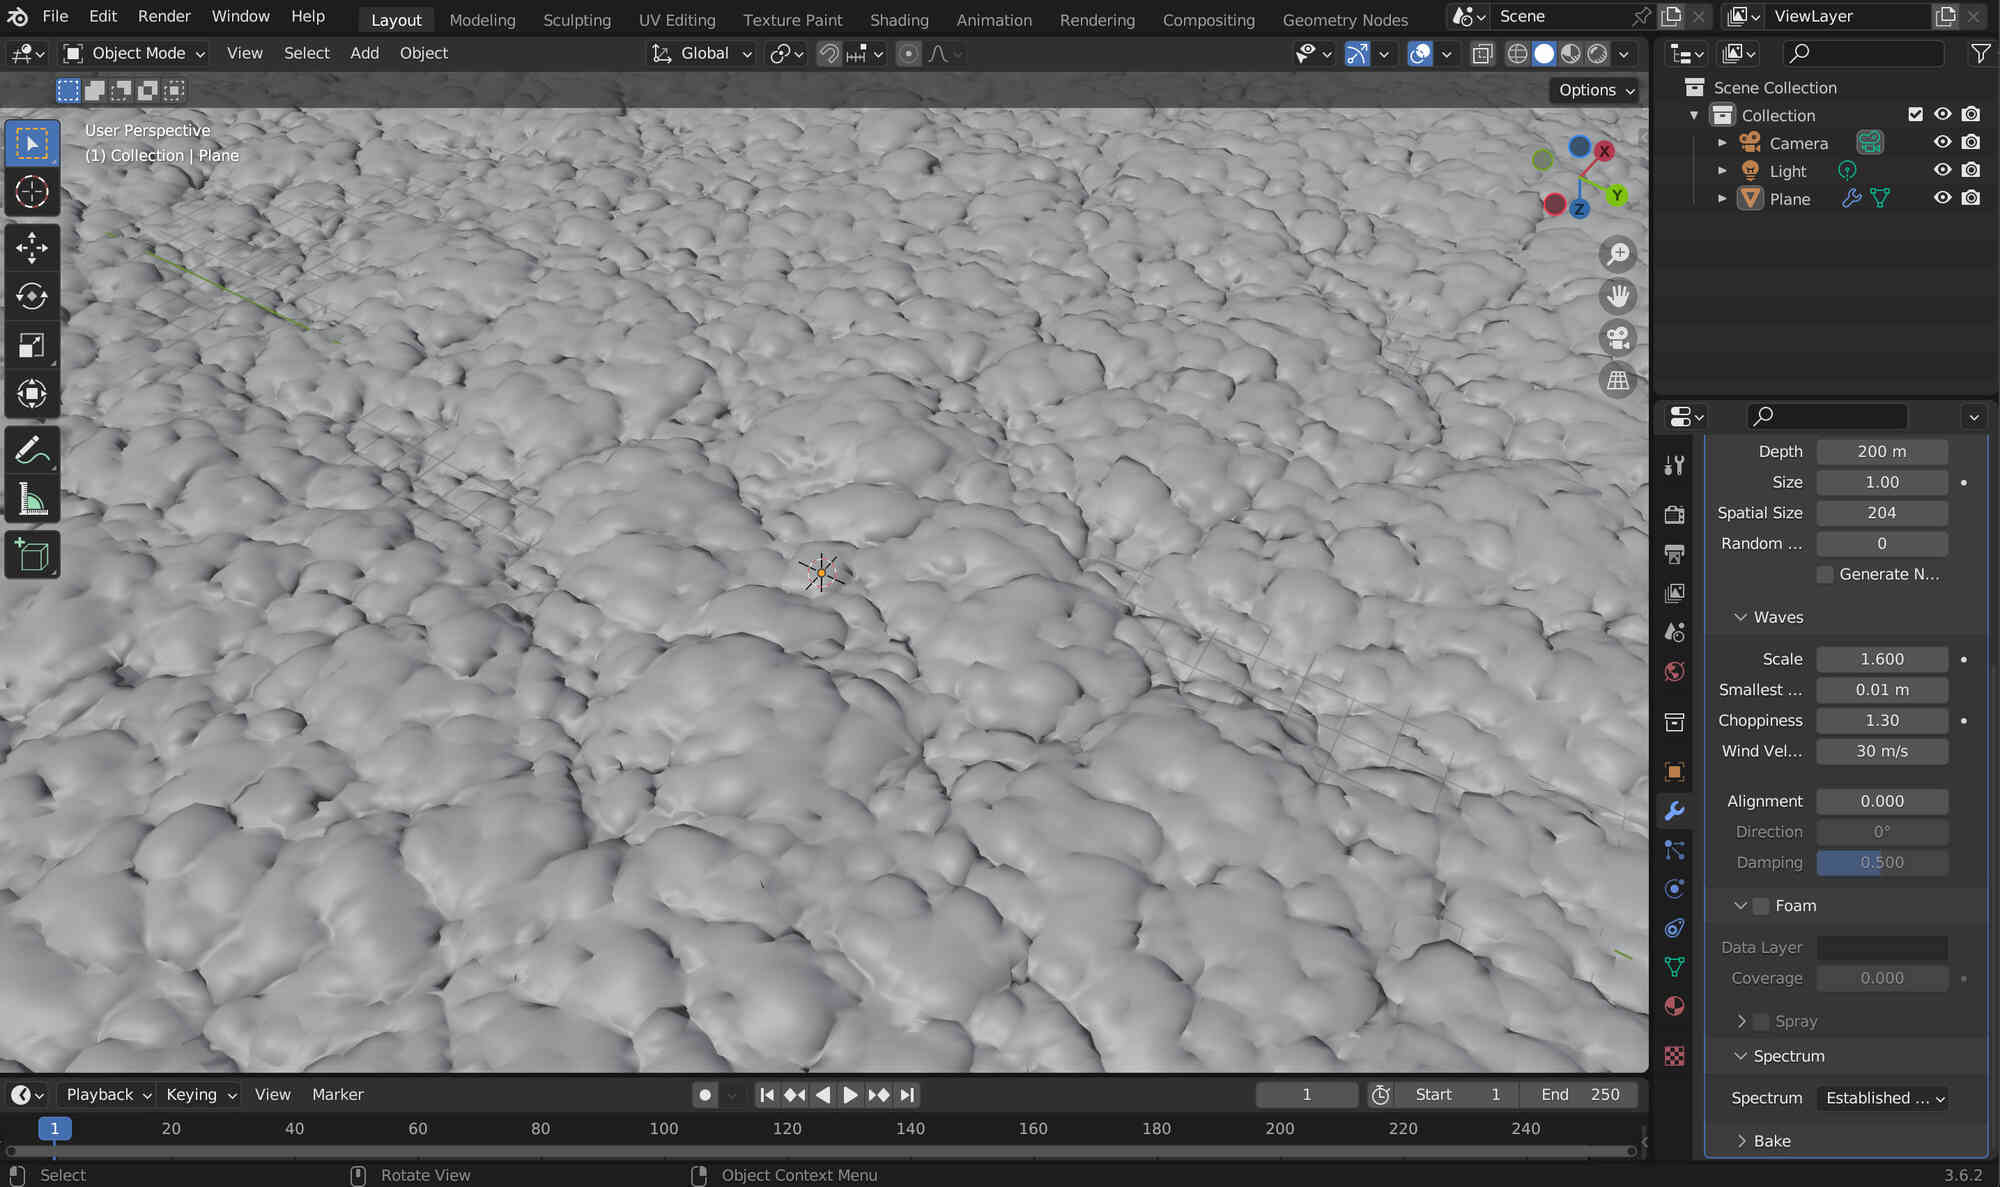 File Edit Render Window Help Layout Modeling Sculpting UV Editing Texture Paint Shading Animation Rendering Compositing Geometry Nodes Scene ViewLayer
Object Mode View Select Add Object Global
Options
User Perspective
(1) Collection | Plane
X
Y
Z
Scene Collection
Collection
Camera
Light
Plane
Depth 200 m
Size 1.00
Spatial Size 204
Random ... 0
Generate N...
Waves
Scale 1.600
Smallest ... 0.01 m
Choppiness 1.30
Wind Vel... 30 m/s
Alignment 0.000
Direction 0°
Damping 0.500
Foam
Data Layer
Coverage 0.000
Spray
Spectrum
Spectrum Established ...
Bake
Playback Keying View Marker 1 Start 1 End 250
1 20 40 60 80 100 120 140 160 180 200 220 240
Select Rotate View Object Context Menu 3.6.2